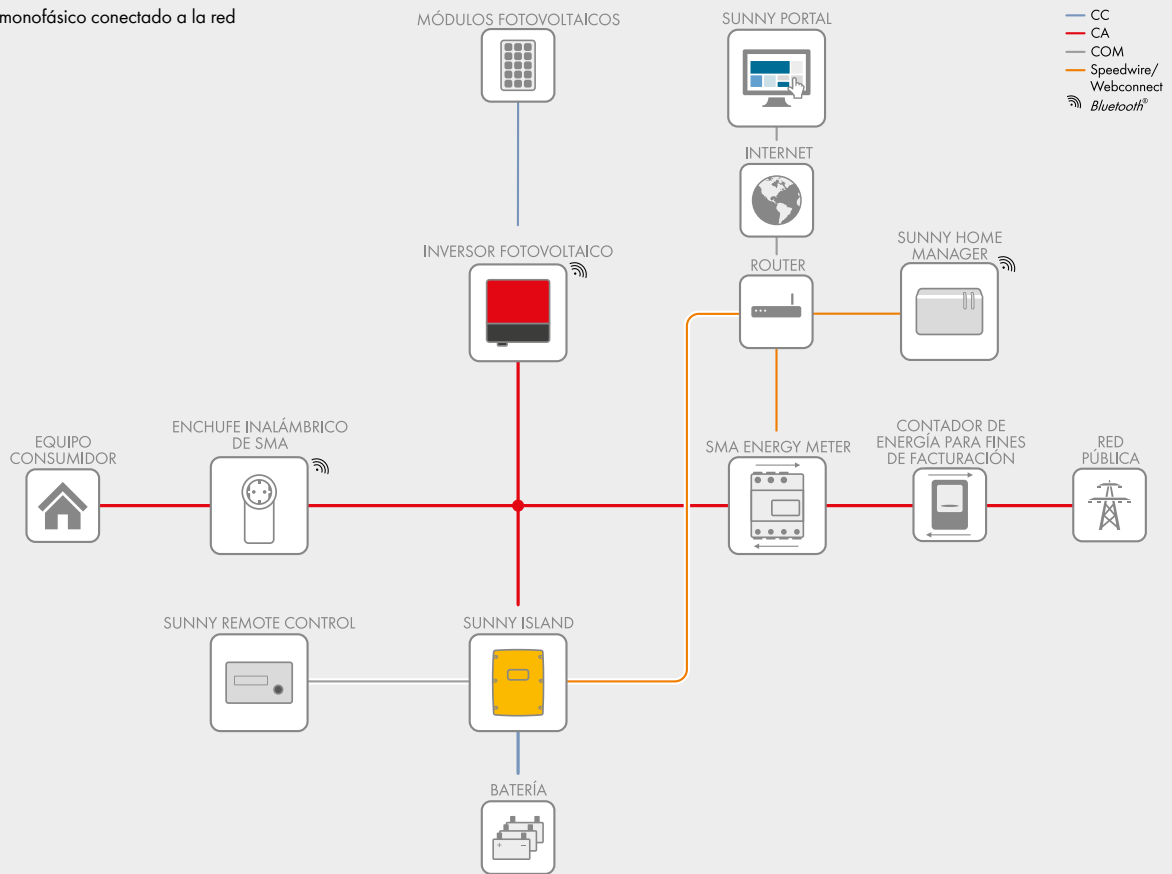 monofásico conectado a la red
MÓDULOS FOTOVOLTAICOS
SUNNY PORTAL
CC
CA
COM
Speedwire/
Webconnect
Bluetooth®
INTERNET
INVERSOR FOTOVOLTAICO
ROUTER
SUNNY HOME
MANAGER
EQUIPO
CONSUMIDOR
ENCHUFE INALÁMBRICO
DE SMA
SMA ENERGY METER
CONTADOR DE
ENERGÍA PARA FINES
DE FACTURACIÓN
RED
PÚBLICA
SUNNY REMOTE CONTROL
SUNNY ISLAND
BATERÍA